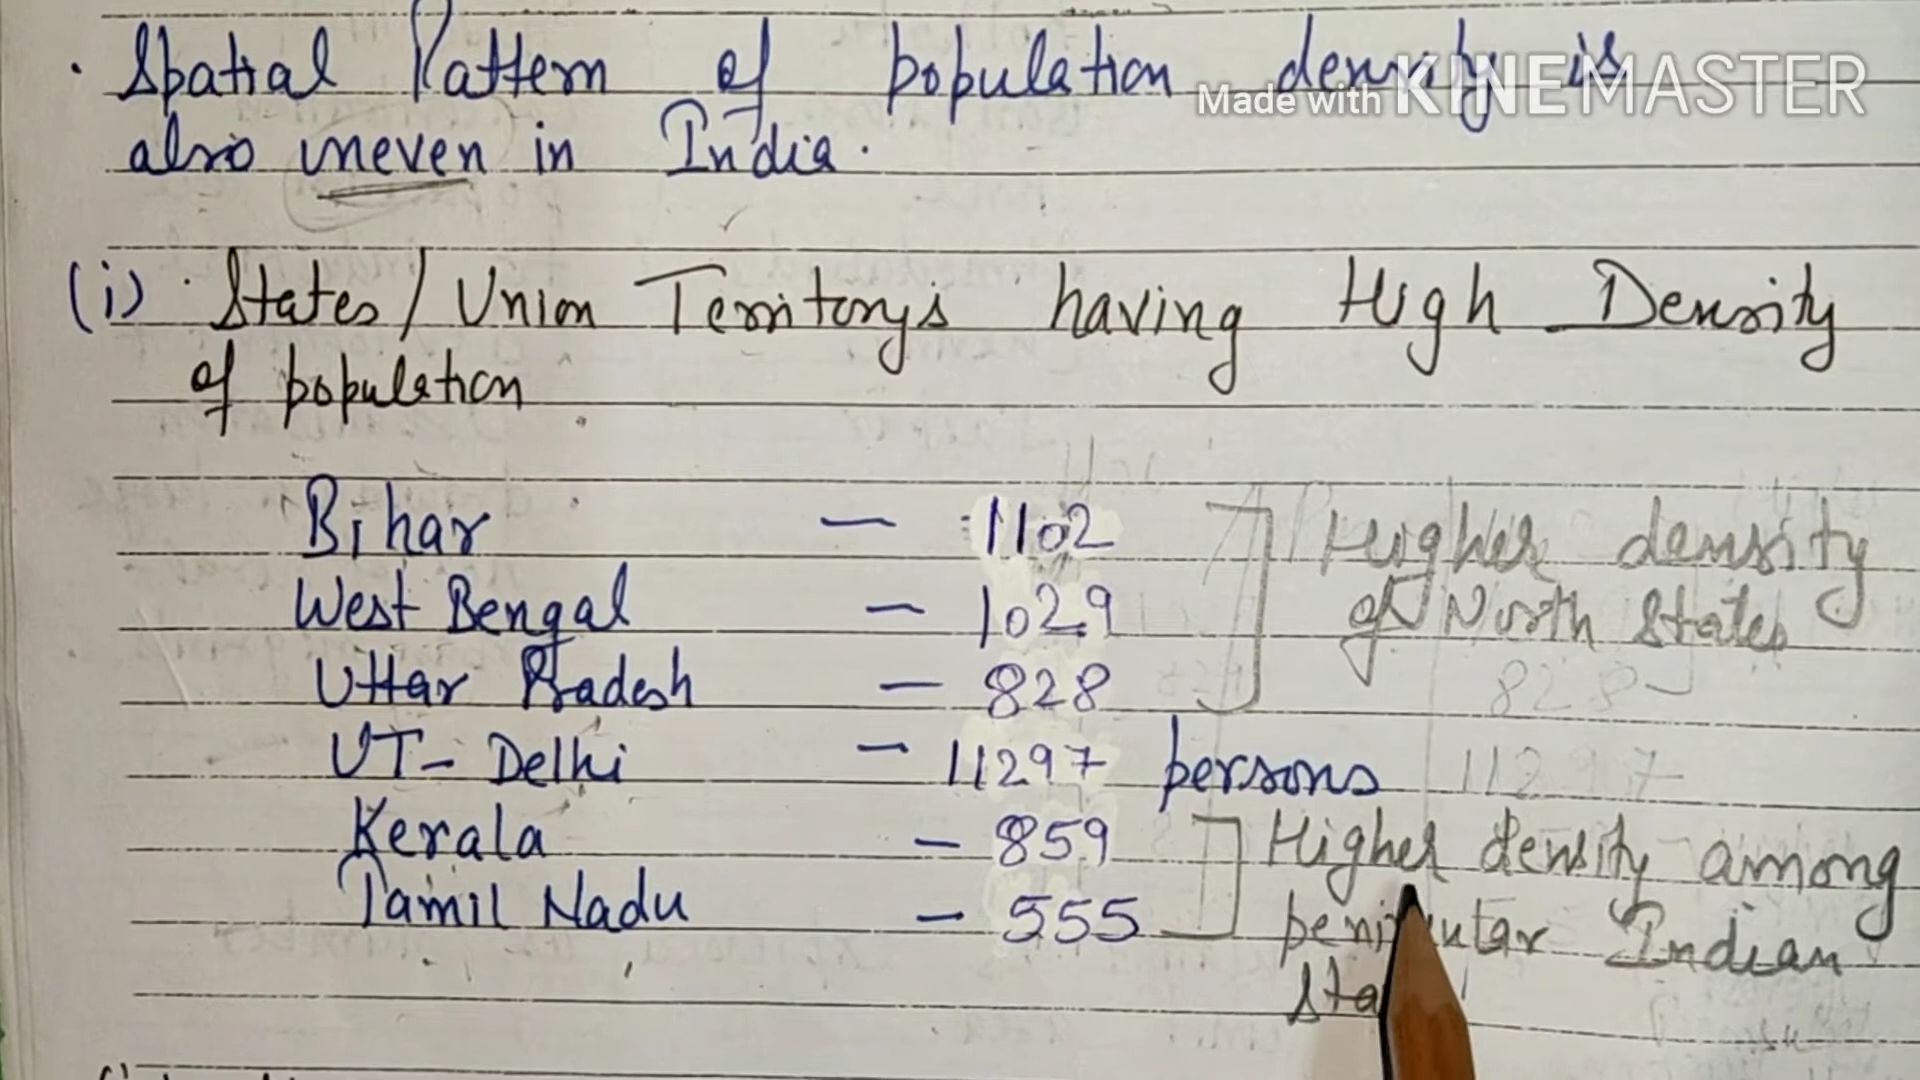 . Spatial Pattern of population density is
Made with KINEMASTER
also uneven in India.
(i) States/Union Territory's having High Density
of population
Bihar — 1102
Higher density
West Bengal — 1029
of North States
Uttar Pradesh — 828
828
UT- Delhi — 11297 persons
11297
Kerala — 859
Higher density among
Tamil Nadu — 555
Indian